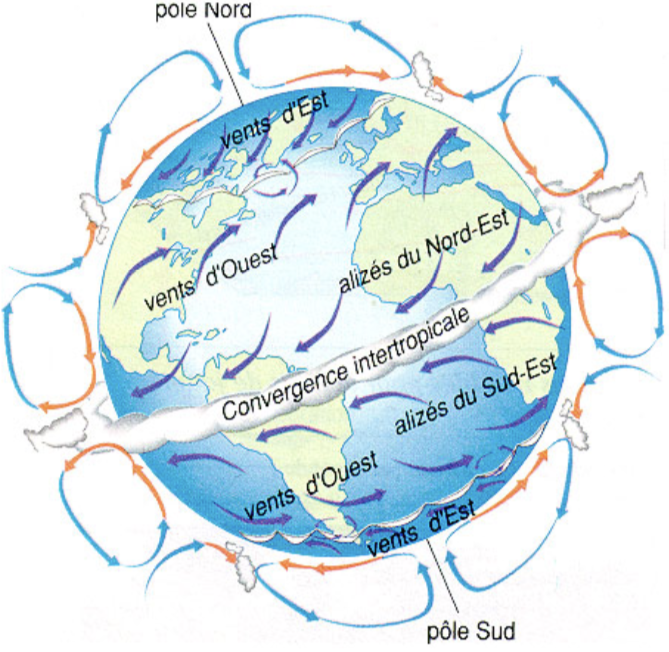 pôle Nord
vents d'Est
vents d'Ouest
alizés du Nord-Est
Convergence intertropicale
alizés du Sud-Est
vents d'Ouest
vents d'Est
pôle Sud